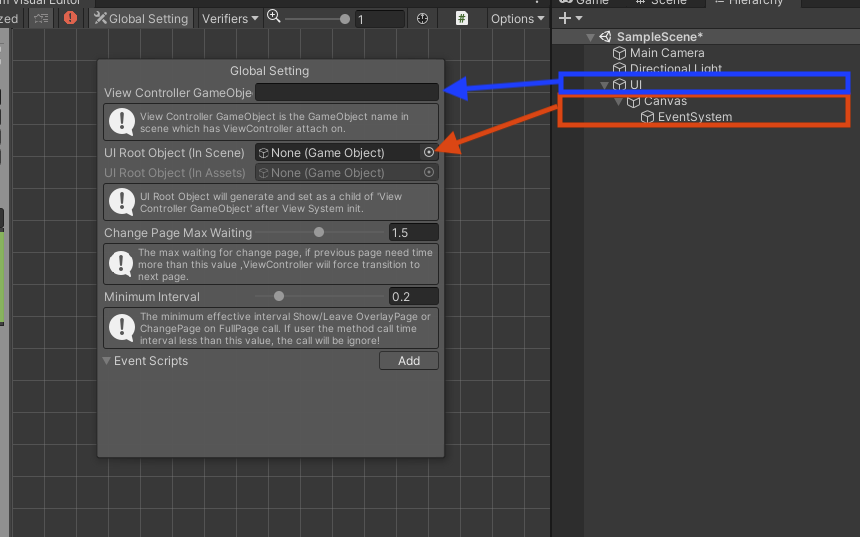 Visual Editor
Game
Scene
Hierarchy
Global Setting
Verifiers
1
#
Options
SampleScene*
Main Camera
Directional Light
UI
Canvas
EventSystem
Global Setting
View Controller GameObje
View Controller GameObject is the GameObject name in
scene which has ViewController attach on.
UI Root Object (In Scene)
None (Game Object)
UI Root Object (In Assets)
None (Game Object)
UI Root Object will generate and set as a child of 'View
Controller GameObject' after View System init.
Change Page Max Waiting
1.5
The max waiting for change page, if previous page need time
more than this value ,ViewController wiil force transition to
next page.
Minimum Interval
0.2
The minimum effective interval Show/Leave OverlayPage or
ChangePage on FullPage call. If user the method call time
interval less than this value, the call will be ignore!
Event Scripts
Add